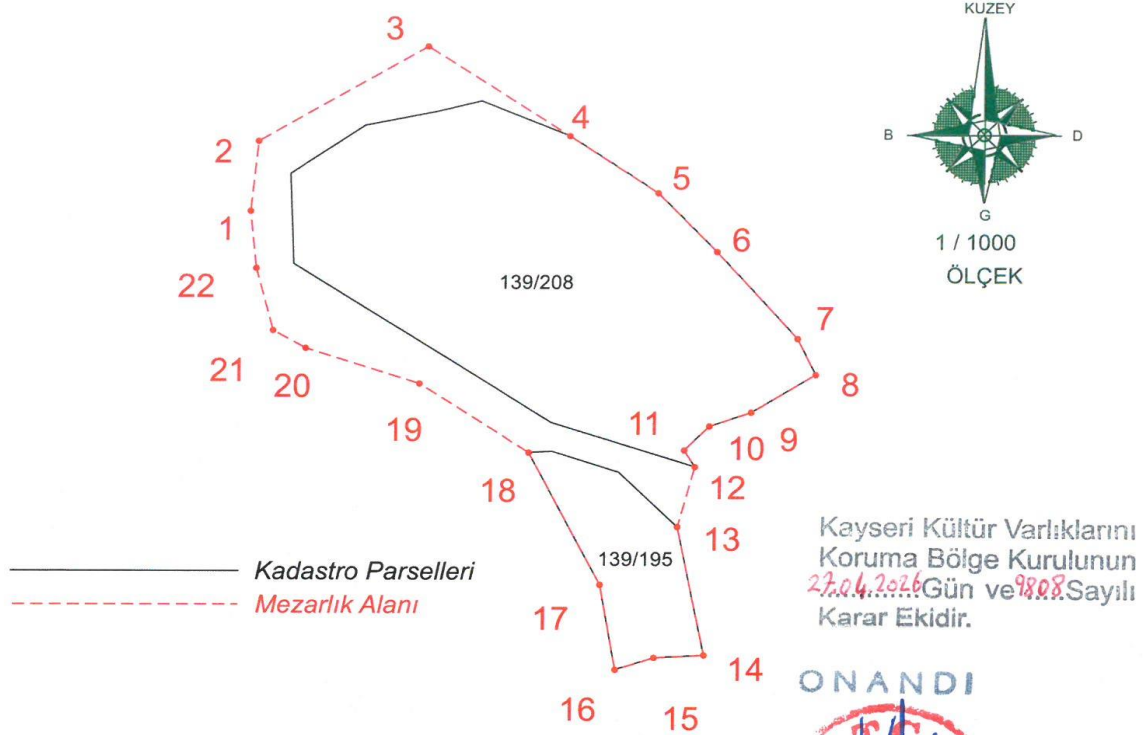 KUZEY
B
D
G
1 / 1000
ÖLÇEK
3
4
2
5
1
6
22
139/208
7
21
20
8
19
11
10
9
12
18
13
139/195
17
14
16
15
Kadastro Parselleri
Mezarlık Alanı
Kayseri Kültür Varlıklarını
Koruma Bölge Kurulunun
27.04.2026 Gün ve 9808 Sayılı
Karar Ekidir.
ONANDI
T.C.